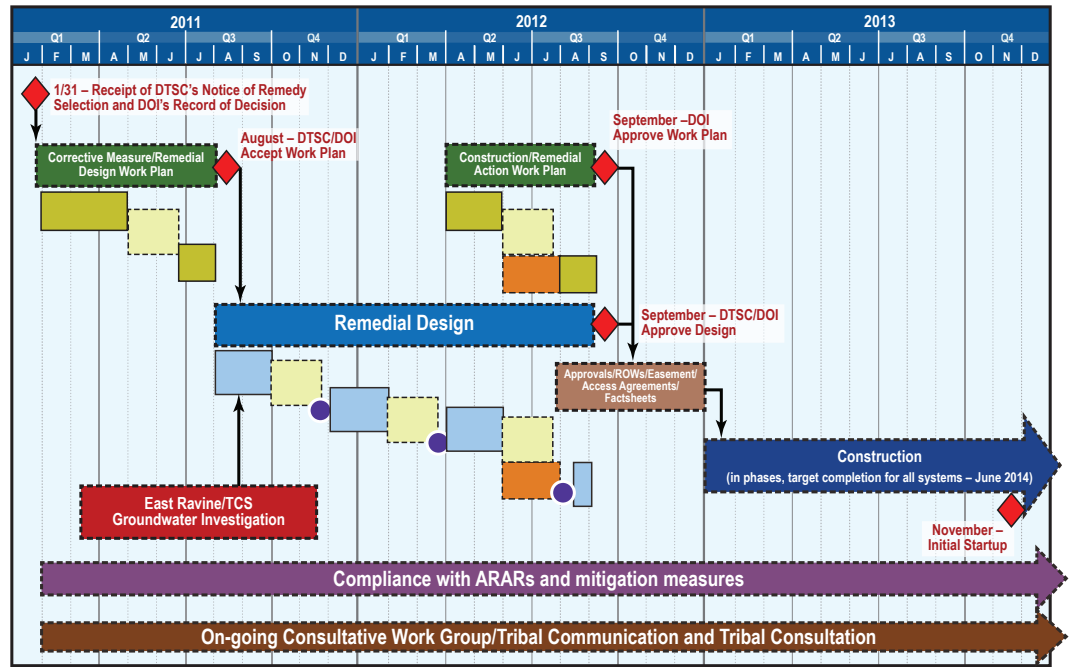 2011
2012
2013
Q1
Q2
Q3
Q4
Q1
Q3
Q4
Q1
Q2
Q3
Q4
J F M A M J J A S O N D J F M A M J J A S O N D J F M A M J J A S O N D
1/31 – Receipt of DTSC's Notice of Remedy
Selection and DOI's Record of Decision
August – DTSC/DOI
Accept Work Plan
September –DOI
Approve Work Plan
Corrective Measure/Remedial
Design Work Plan
Construction/Remedial
Action Work Plan
Remedial Design
September – DTSC/DOI
Approve Design
Approvals/ROWs/Easement/
Access Agreements/
Factsheets
Construction
(in phases, target completion for all systems – June 2014)
East Ravine/TCS
Groundwater Investigation
November –
Initial Startup
Compliance with ARARs and mitigation measures
On-going Consultative Work Group/Tribal Communication and Tribal Consultation